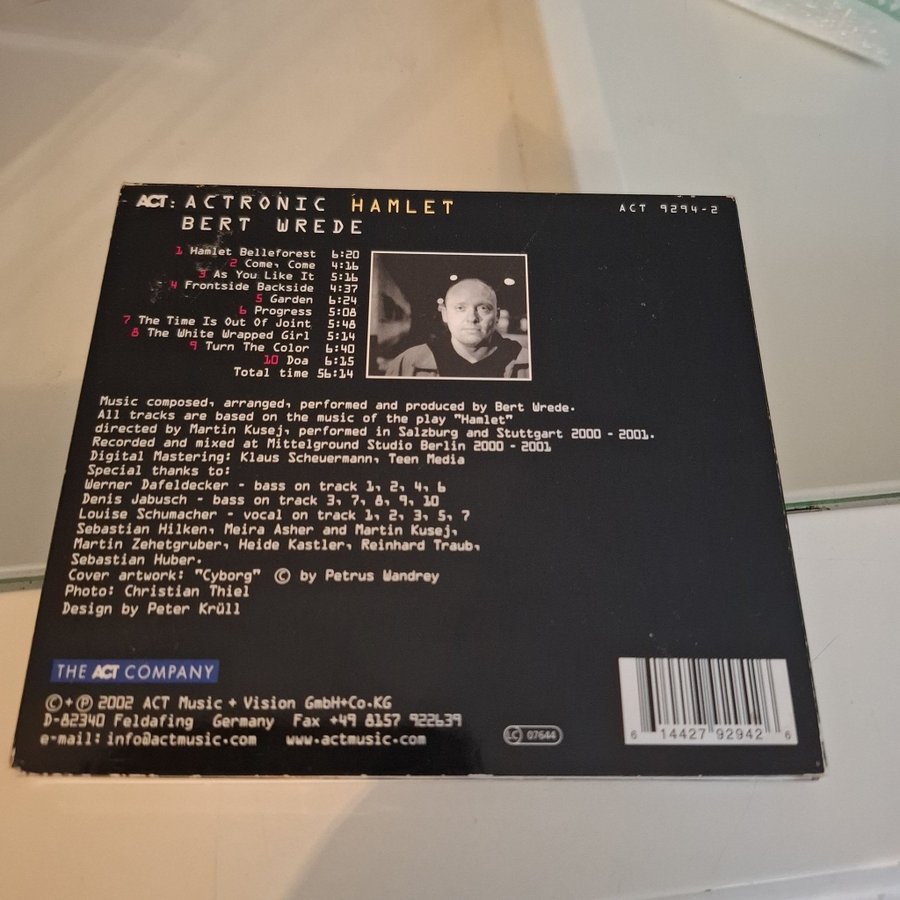 ACT: ACTRONIC HAMLET
ACT 9294-2
BERT WREDE
1 Hamlet Belleforest 6:20
2 Come, Come 4:16
3 As You Like It 5:16
4 Frontside Backside 4:37
5 Garden 6:24
6 Progress 5:08
7 The Time Is Out Of Joint 5:48
8 The White Wrapped Girl 5:14
9 Turn The Color 6:40
10 Doa 6:15
Total time 56:14
Music composed, arranged, performed and produced by Bert Wrede.
All tracks are based on the music of the play "Hamlet"
directed by Martin Kusej, performed in Salzburg and Stuttgart 2000 - 2001.
Recorded and mixed at Mittelground Studio Berlin 2000 - 2001
Digital Mastering: Klaus Scheuermann, Teen Media
Special thanks to:
Werner Dafeldecker - bass on track 1, 2, 4, 6
Denis Jabusch - bass on track 3, 7, 8, 9, 10
Louise Schumacher - vocal on track 1, 2, 3, 5, 7
Sebastian Hilken, Meira Asher and Martin Kusej,
Martin Zehetgruber, Heide Kastler, Reinhard Traub,
Sebastian Huber.
Cover artwork: "Cyborg" © by Petrus Wandrey
Photo: Christian Thiel
Design by Peter Krüll
THE ACT COMPANY
©+℗ 2002 ACT Music + Vision GmbH+Co.KG
D-82340 Feldafing Germany Fax +49 8157 922639
e-mail: info@actmusic.com www.actmusic.com
LC 07644
6 14427 92942 6